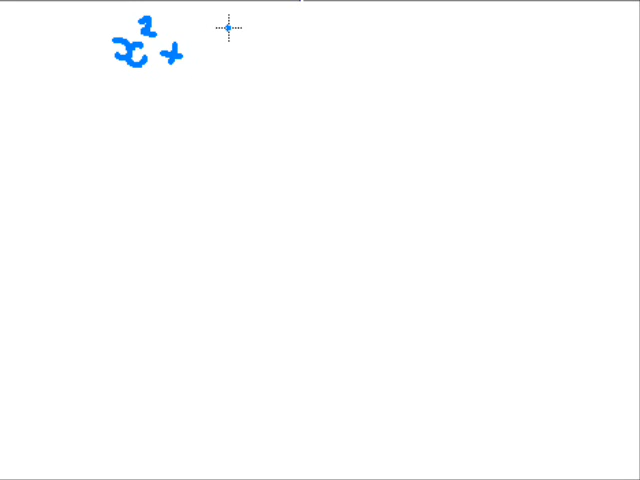 x² +